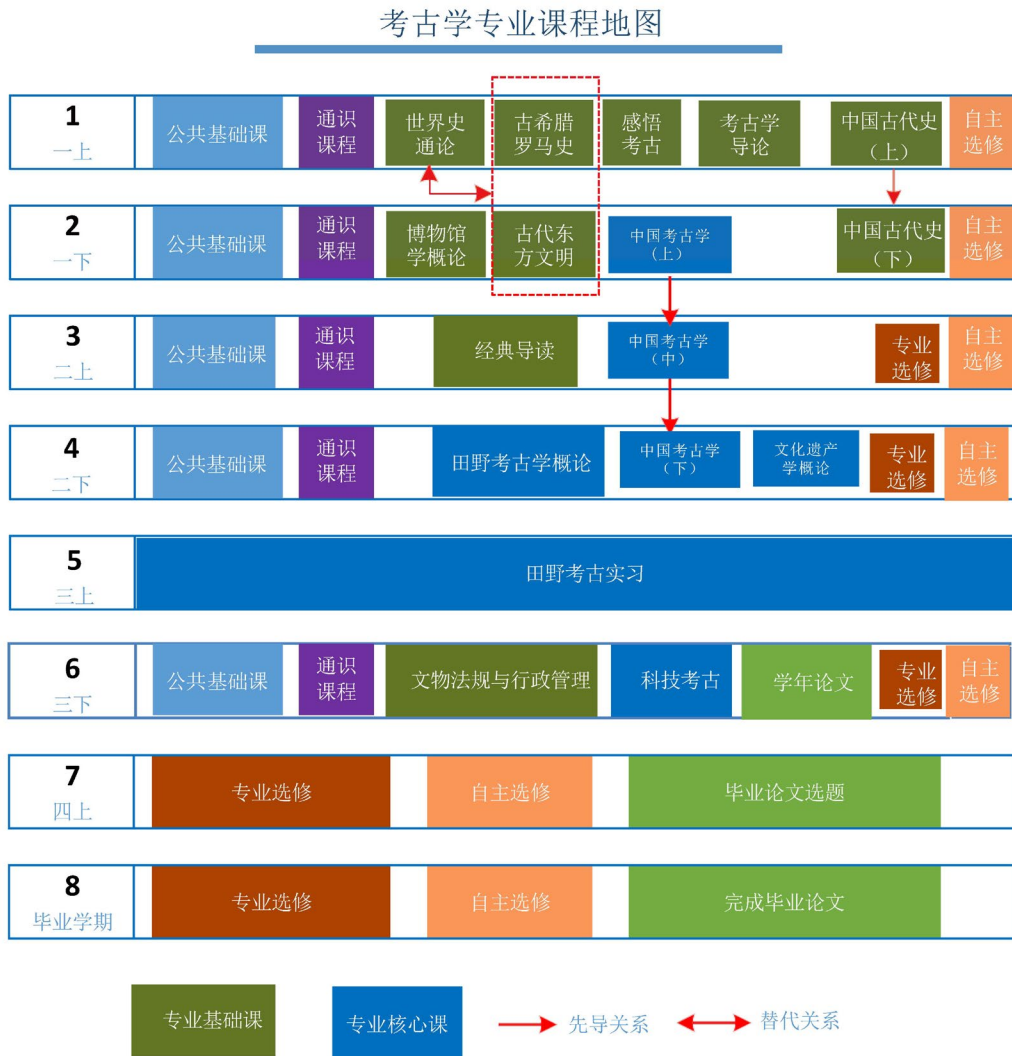 考古学专业课程地图
1
一上
公共基础课
通识
课程
世界史
通论
古希腊
罗马史
感悟
考古
考古学
导论
中国古代史
（上）
自主
选修
2
一下
公共基础课
通识
课程
博物馆
学概论
古代东
方文明
中国考古学
（上）
中国古代史
（下）
自主
选修
3
二上
公共基础课
通识
课程
经典导读
中国考古学
（中）
专业
选修
自主
选修
4
二下
公共基础课
通识
课程
田野考古学概论
中国考古学
（下）
文化遗产
学概论
专业
选修
自主
选修
5
三上
田野考古实习
6
三下
公共基础课
通识
课程
文物法规与行政管理
科技考古
学年论文
专业
选修
自主
选修
7
四上
专业选修
自主选修
毕业论文选题
8
毕业学期
专业选修
自主选修
完成毕业论文
专业基础课
专业核心课
先导关系
替代关系